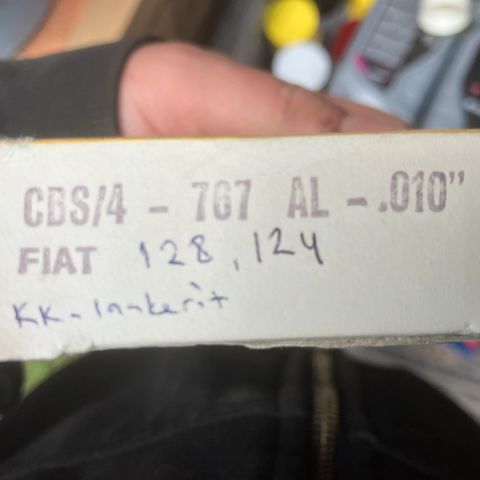 CBS/4 - 767 AL - .010"
FIAT 128, 124
KK-laakerit